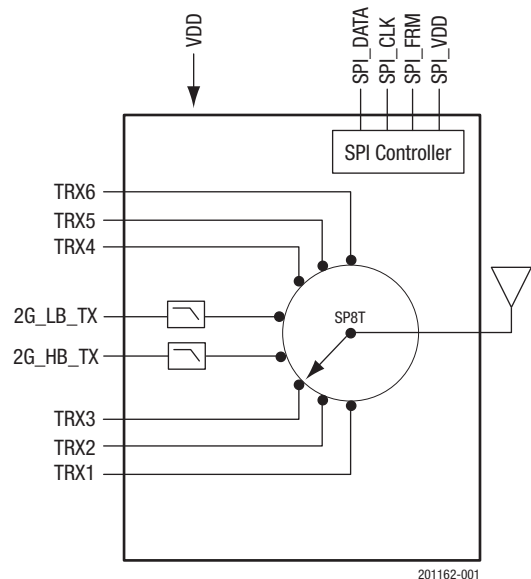 VDD
SPI_DATA
SPI_CLK
SPI_FRM
SPI_VDD
SPI Controller
TRX6
TRX5
TRX4
2G_LB_TX
2G_HB_TX
SP8T
TRX3
TRX2
TRX1
201162-001